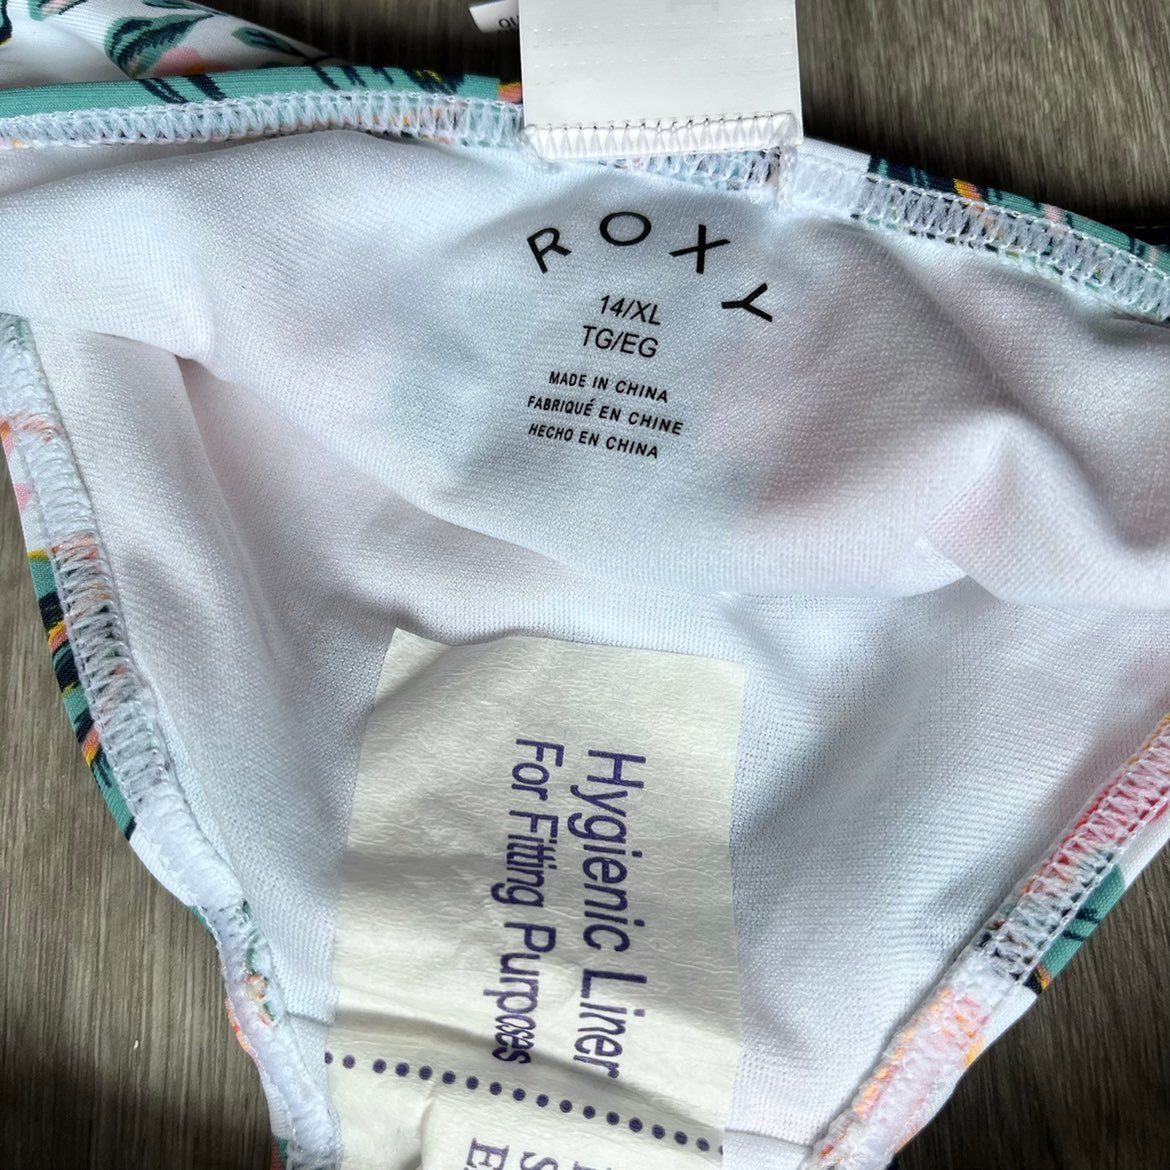 ROXY
14/XL
TG/EG
MADE IN CHINA
FABRIQUÉ EN CHINE
HECHO EN CHINA
Hygienic Liner
For Fitting Purposes